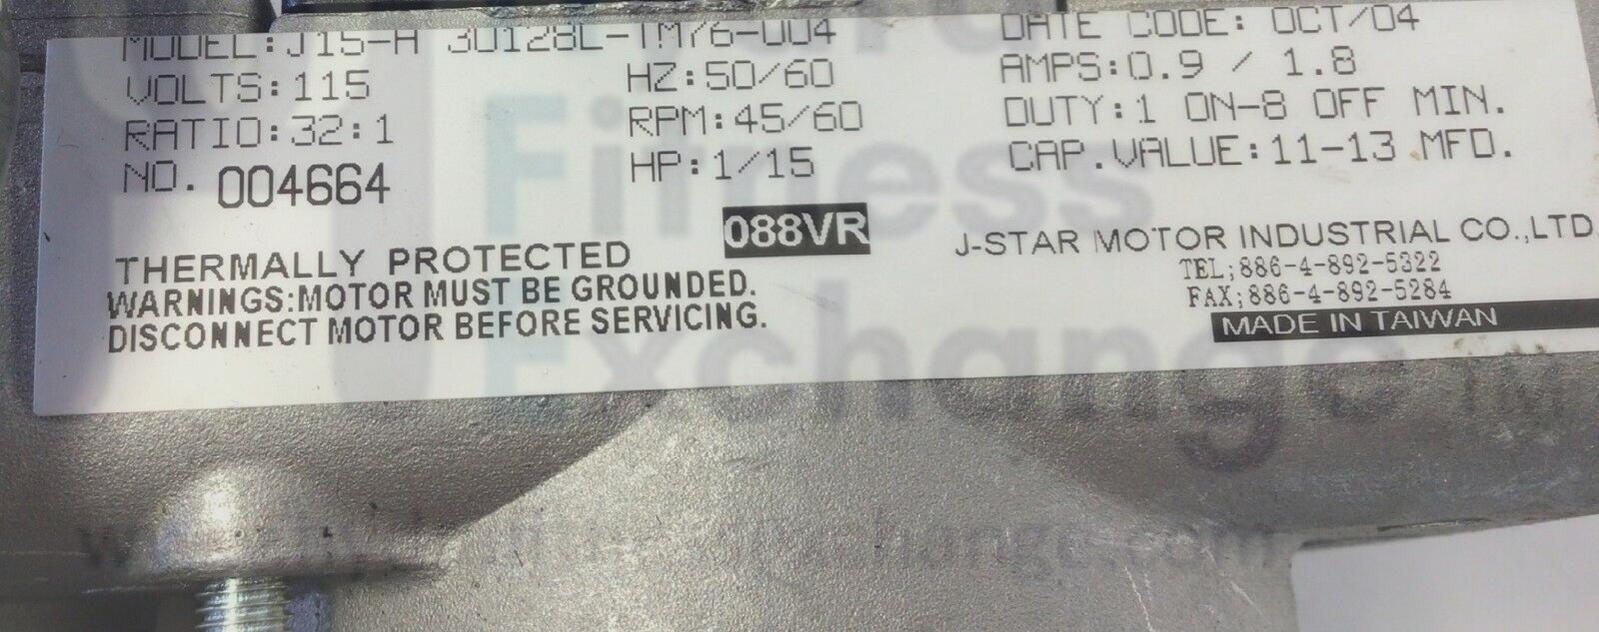 MODEL:J15-A 30128L-TM76-004
DATE CODE: OCT/04
VOLTS:115
HZ:50/60
AMPS:0.9 / 1.8
RATIO:32:1
RPM:45/60
DUTY:1 ON-8 OFF MIN.
NO. 004664
HP:1/15
CAP.VALUE:11-13 MFD.
088VR
THERMALLY PROTECTED
WARNINGS:MOTOR MUST BE GROUNDED.
DISCONNECT MOTOR BEFORE SERVICING.
J-STAR MOTOR INDUSTRIAL CO.,LTD
TEL;886-4-892-5322
FAX;886-4-892-5284
MADE IN TAIWAN
Fitness
Exchange TM